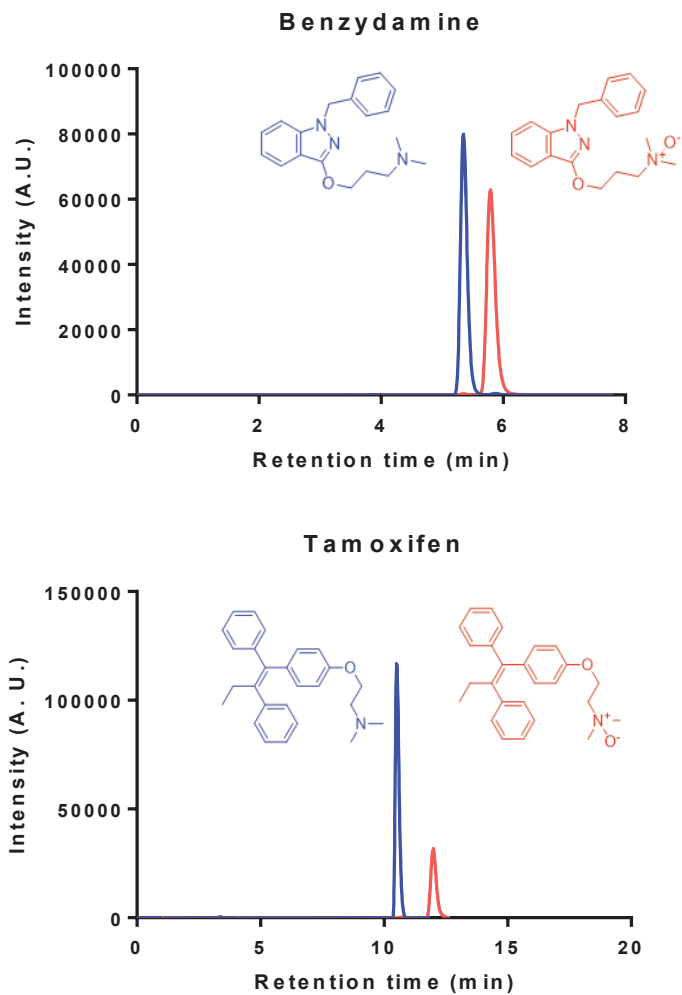 Benzydamine
Intensity (A.U.)
100000
80000
60000
40000
20000
0
N
N
O
N
N
N
O
N+
O-
0 2 4 6 8
Retention time (min)
Tamoxifen
Intensity (A. U.)
150000
100000
50000
0
O
N
O
N+
O-
0 5 10 15 20
Retention time (min)